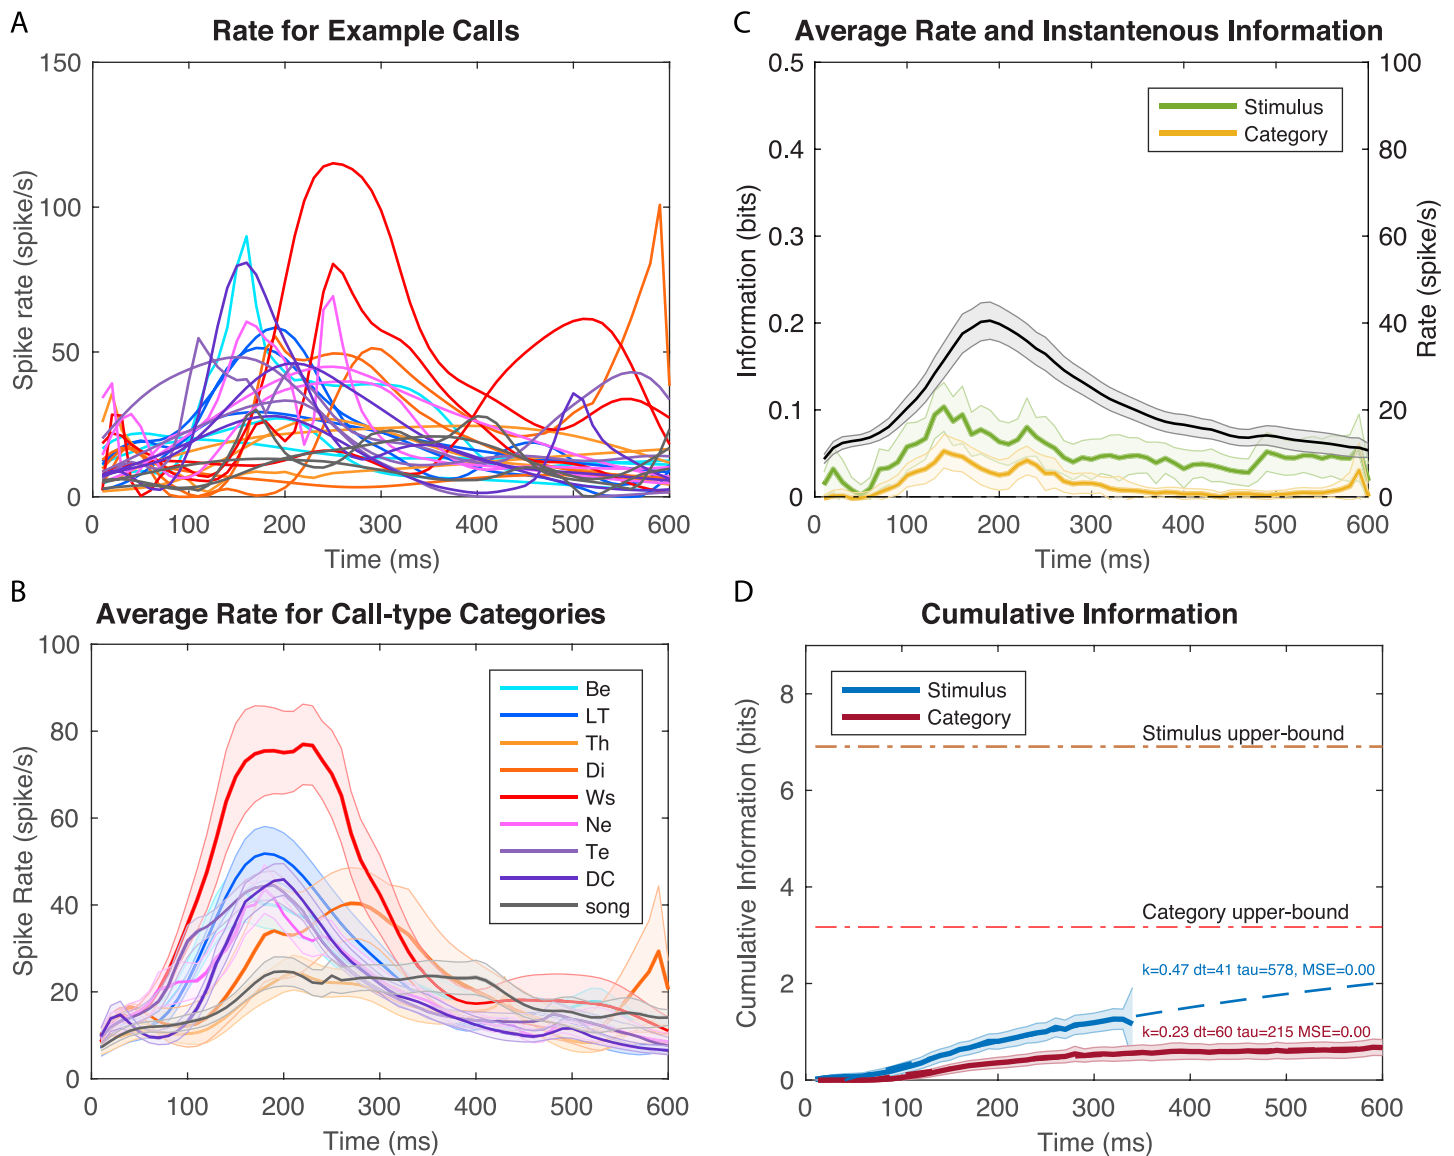 A
Rate for Example Calls
150
100
50
0
Spike rate (spike/s)
0 100 200 300 400 500 600
Time (ms)
C
Average Rate and Instantenous Information
0.5
0.4
0.3
0.2
0.1
0
Information (bits)
Stimulus
Category
100
80
60
40
20
0
Rate (spike/s)
0 100 200 300 400 500 600
Time (ms)
B
Average Rate for Call-type Categories
100
80
60
40
20
0
Spike Rate (spike/s)
Be
LT
Th
Di
Ws
Ne
Te
DC
song
0 100 200 300 400 500 600
Time (ms)
D
Cumulative Information
8
6
4
2
0
Cumulative Information (bits)
Stimulus
Category
Stimulus upper-bound
Category upper-bound
k=0.47 dt=41 tau=578, MSE=0.00
k=0.23 dt=60 tau=215 MSE=0.00
0 100 200 300 400 500 600
Time (ms)